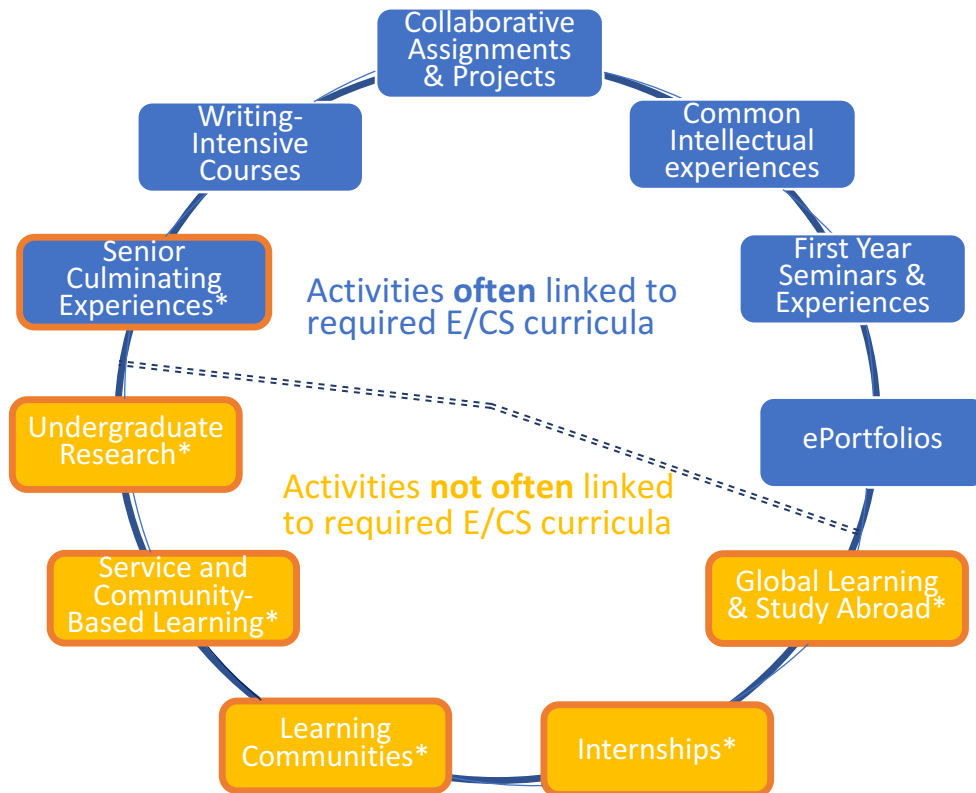 Collaborative
Assignments
& Projects
Writing-
Intensive
Courses
Common
Intellectual
experiences
Senior
Culminating
Experiences*
First Year
Seminars &
Experiences
Activities often linked to
required E/CS curricula
Undergraduate
Research*
ePortfolios
Activities not often linked
to required E/CS curricula
Service and
Community-
Based Learning*
Global Learning
& Study Abroad*
Learning
Communities*
Internships*